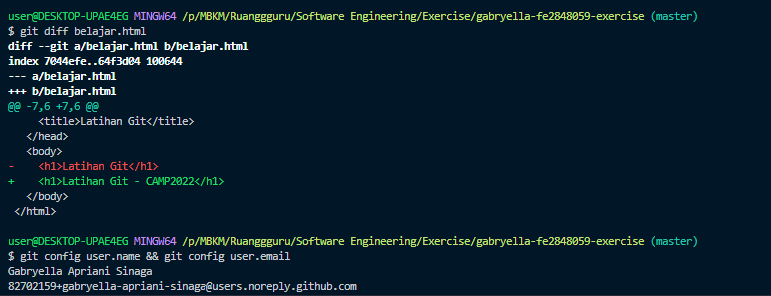 user@DESKTOP-UPAE4EG MINGW64 /p/MBKM/Ruanggguru/Software Engineering/Exercise/gabryella-fe2848059-exercise (master)
$ git diff belajar.html
diff --git a/belajar.html b/belajar.html
index 7044efe..64f3d04 100644
--- a/belajar.html
+++ b/belajar.html
@@ -7,6 +7,6 @@
    <title>Latihan Git</title>
  </head>
  <body>
-    <h1>Latihan Git</h1>
+    <h1>Latihan Git - CAMP2022</h1>
  </body>
</html>
user@DESKTOP-UPAE4EG MINGW64 /p/MBKM/Ruanggguru/Software Engineering/Exercise/gabryella-fe2848059-exercise (master)
$ git config user.name && git config user.email
Gabryella Apriani Sinaga
82702159+gabryella-apriani-sinaga@users.noreply.github.com